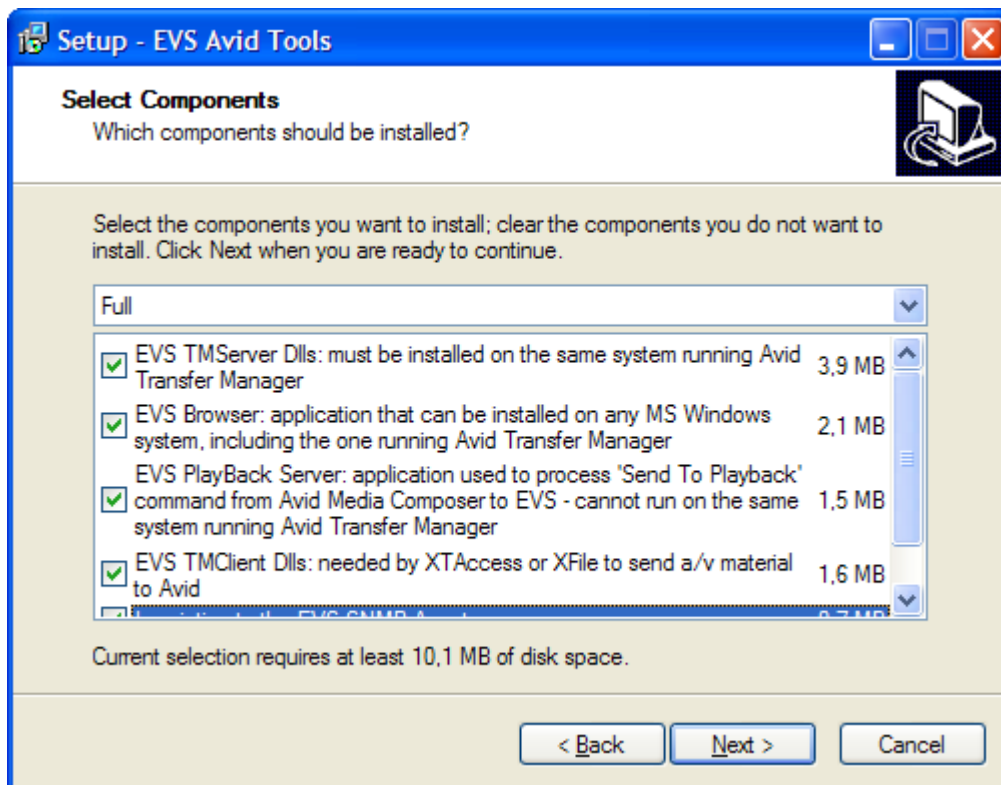 Setup - EVS Avid Tools
Select Components
Which components should be installed?
Select the components you want to install; clear the components you do not want to
install. Click Next when you are ready to continue.
Full
EVS TMServer Dlls: must be installed on the same system running Avid
Transfer Manager
3,9 MB
EVS Browser: application that can be installed on any MS Windows
system, including the one running Avid Transfer Manager
2,1 MB
EVS PlayBack Server: application used to process 'Send To Playback'
command from Avid Media Composer to EVS - cannot run on the same
system running Avid Transfer Manager
1,5 MB
EVS TMClient Dlls: needed by XTAccess or XFile to send a/v material
to Avid
1,6 MB
to the EVS SNMP
Current selection requires at least 10,1 MB of disk space.
< Back
Next >
Cancel